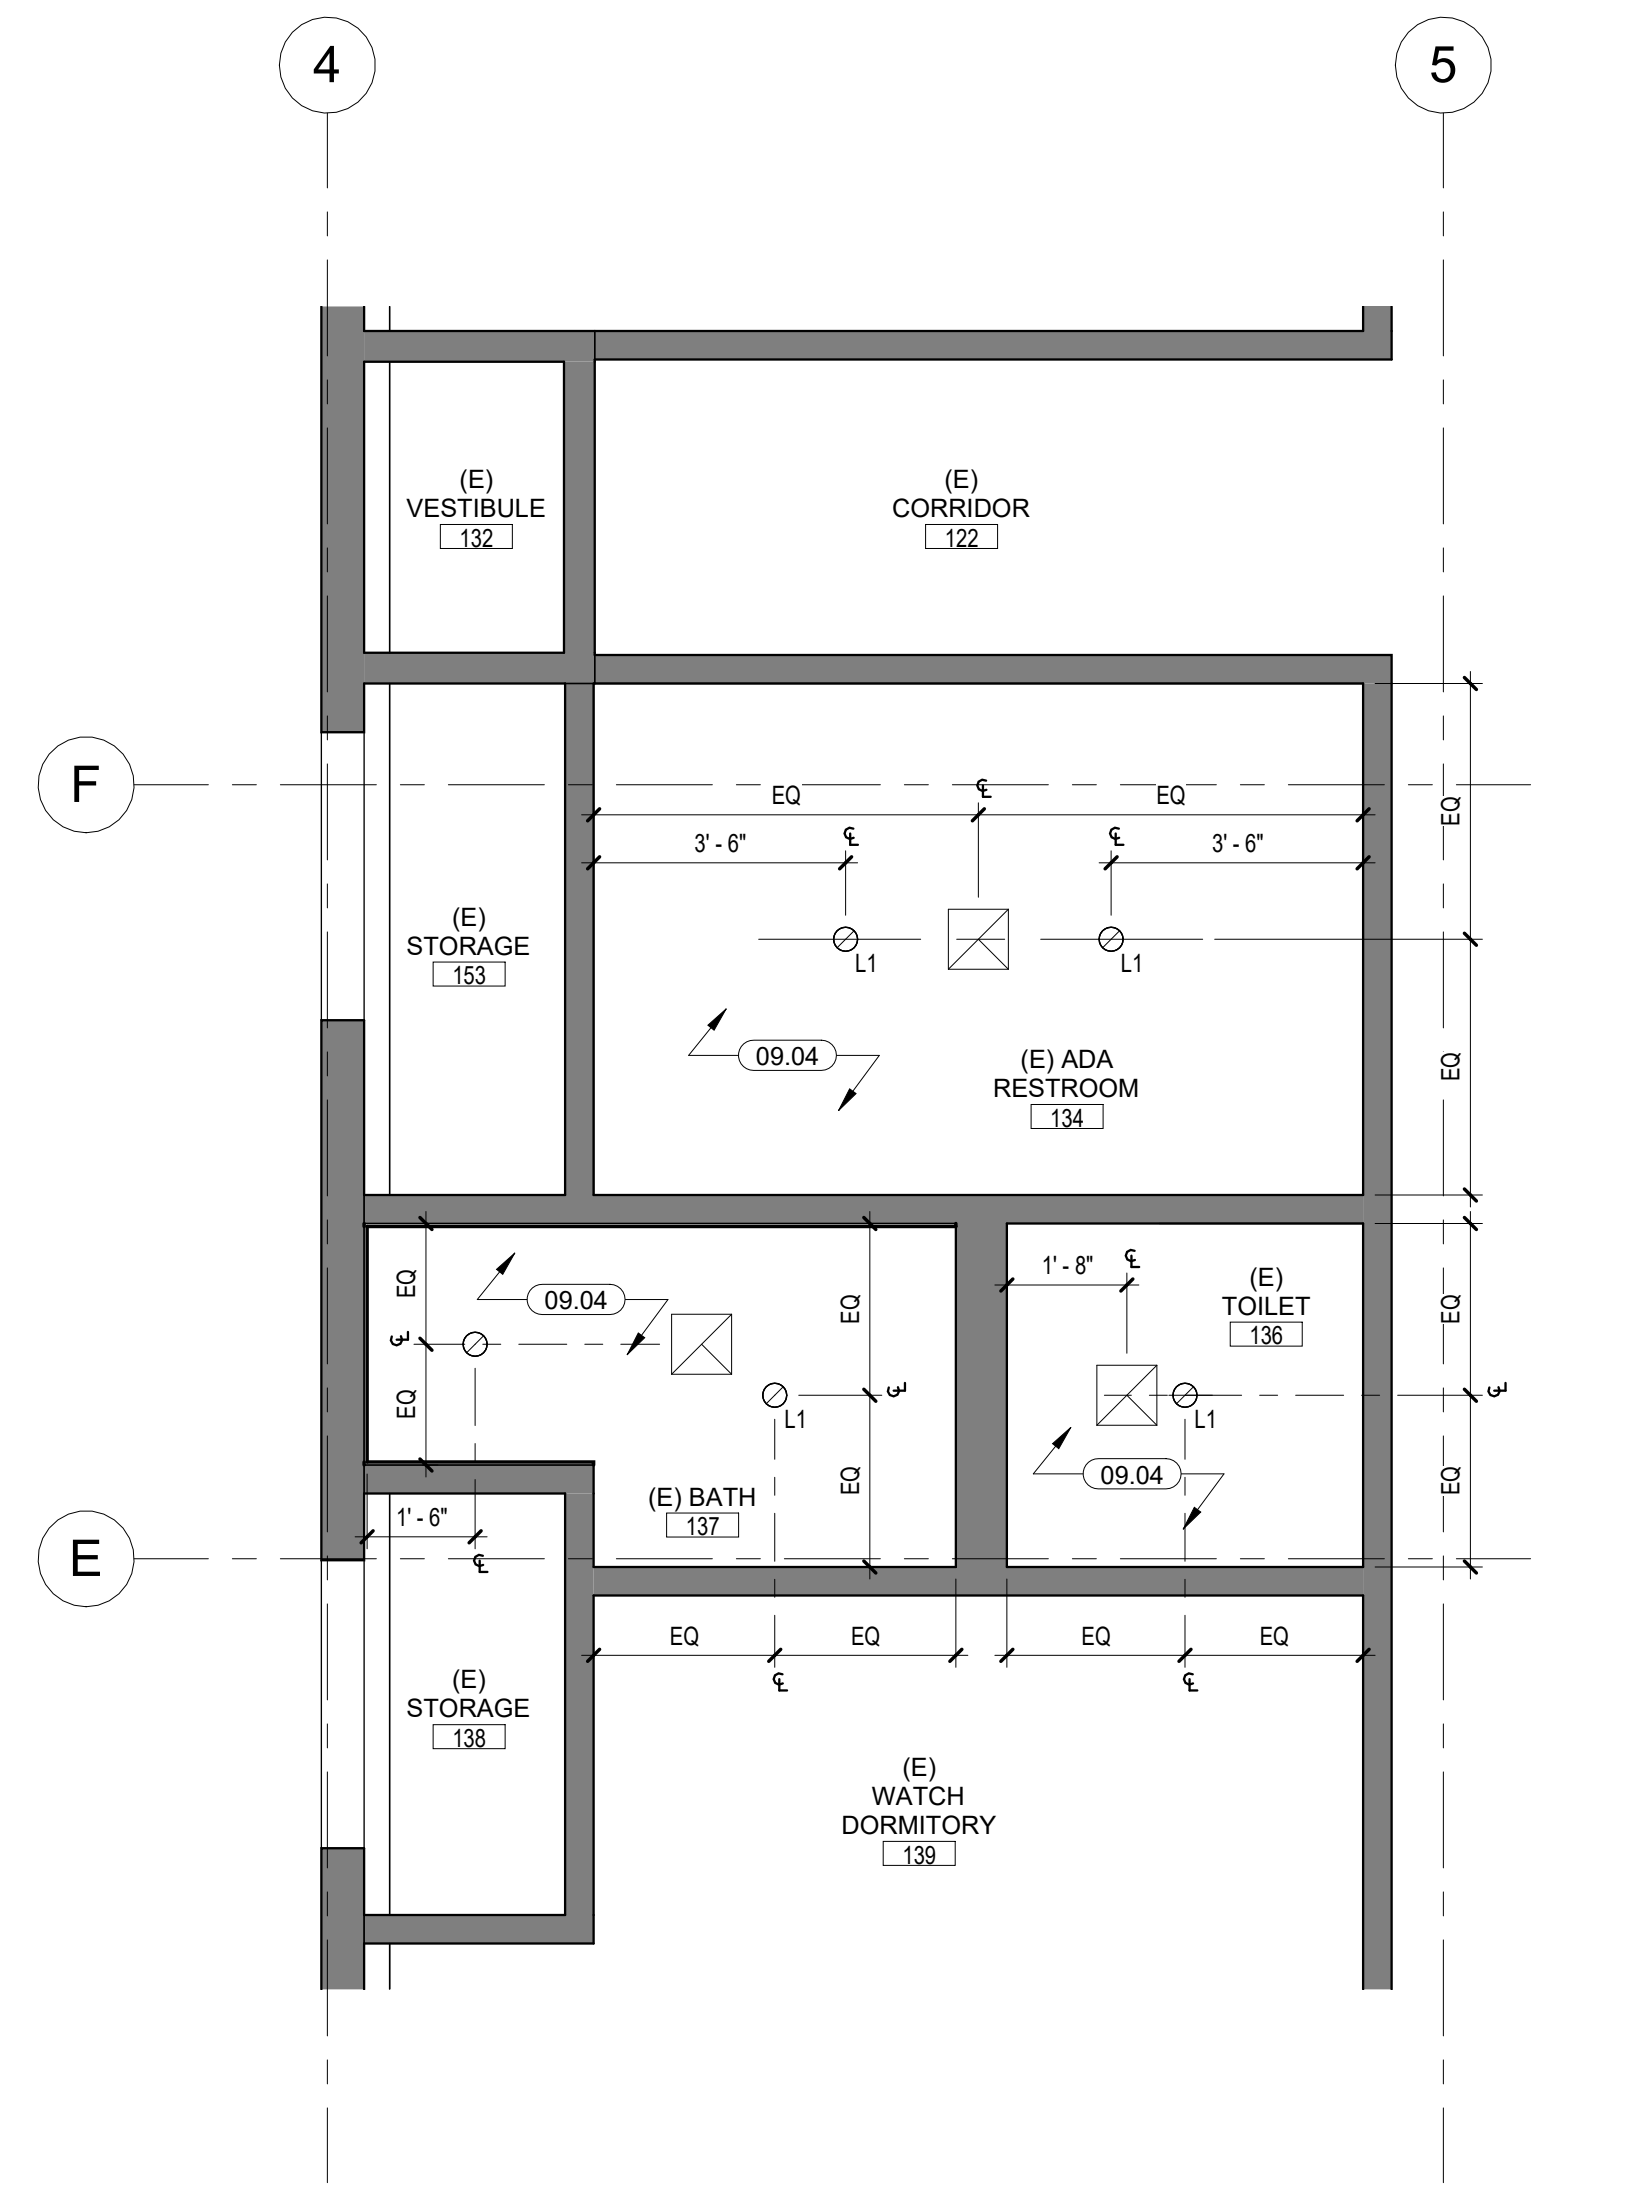 4
5
(E)
VESTIBULE
132
(E)
CORRIDOR
122
F
EQ
℄
EQ
EQ
3' - 6"
℄
℄
3' - 6"
(E)
STORAGE
153
L1
L1
09.04
(E) ADA
RESTROOM
134
EQ
EQ
09.04
℄
EQ
EQ
1' - 8"
℄
(E)
TOILET
136
EQ
℄
L1
L1
℄
EQ
09.04
EQ
EQ
(E) BATH
137
1' - 6"
℄
E
EQ
EQ
EQ
EQ
℄
℄
(E)
STORAGE
138
(E)
WATCH
DORMITORY
139